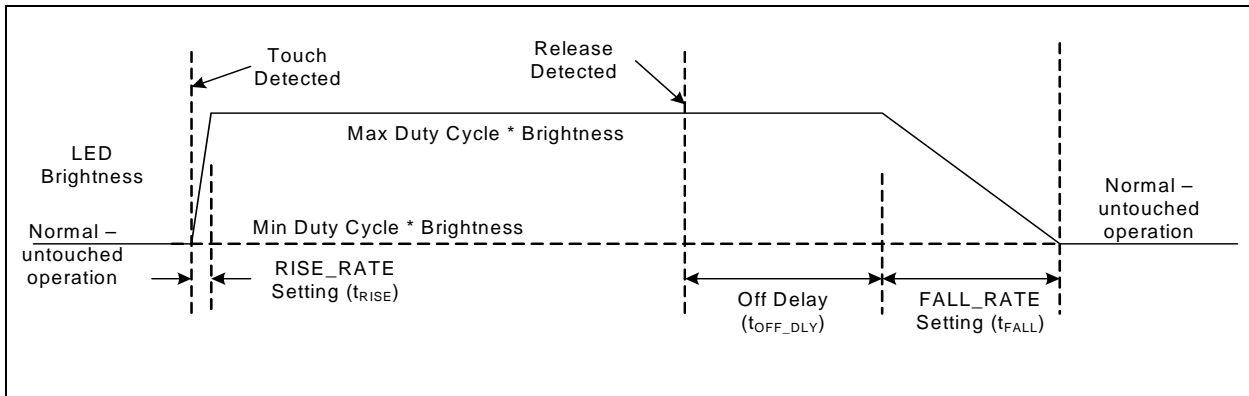 Touch
Detected
Release
Detected
Max Duty Cycle * Brightness
LED
Brightness
Normal –
untouched
operation
Min Duty Cycle * Brightness
Normal –
untouched
operation
RISE_RATE
Setting (tRISE)
Off Delay
(tOFF_DLY)
FALL_RATE
Setting (tFALL)